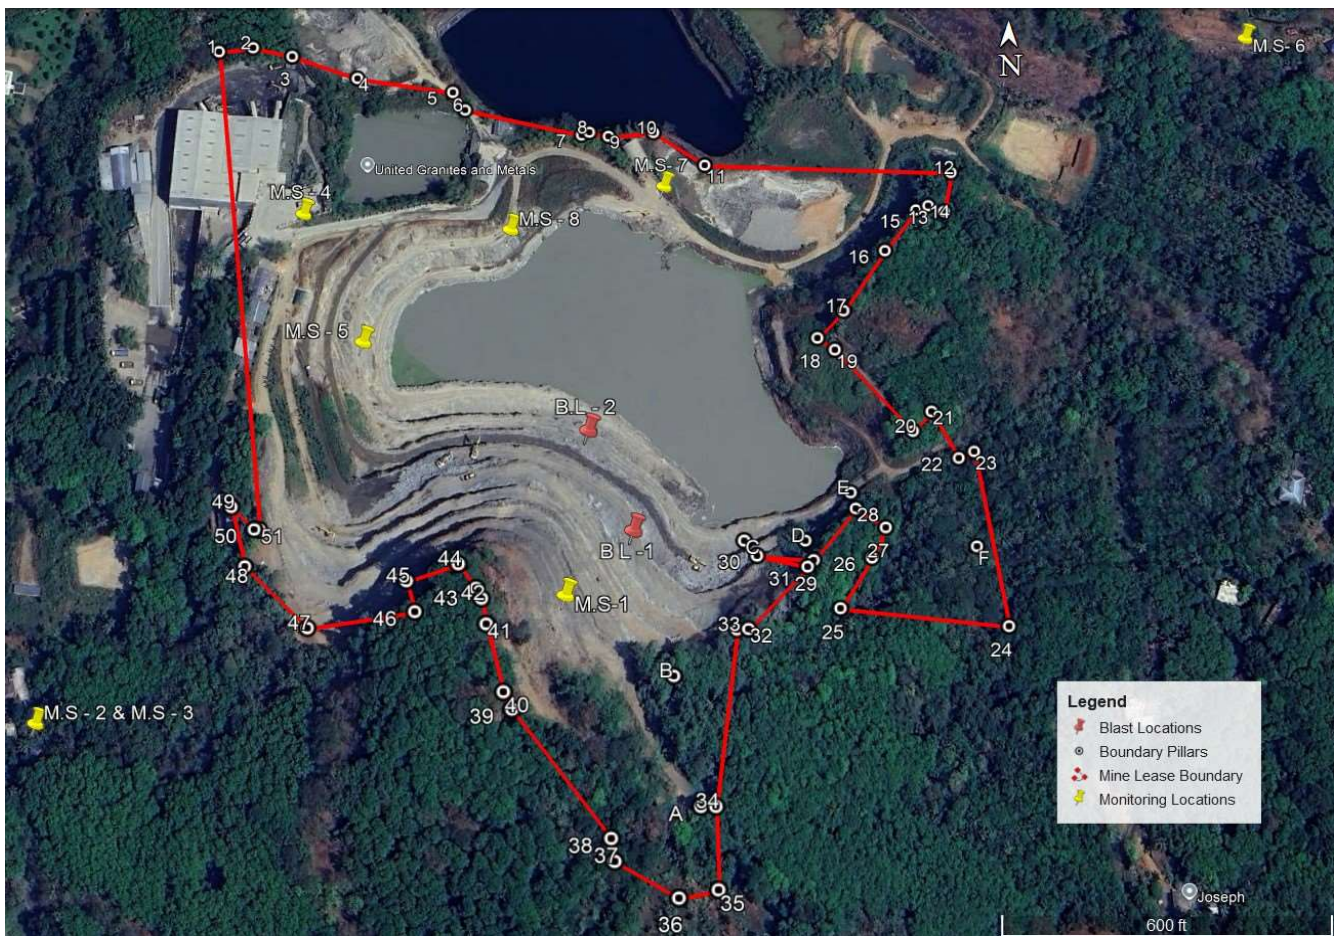 1
2
3
4
5
6
7
8
9
10
11
12
M.S- 6
N
United Granites and Metals
M.S- 4
M.S- 7
M.S - 8
15
13
14
16
17
18
19
M.S - 5
B.L - 2
20
21
22
23
E
28
49
50
51
B L -1
C
D
30
31
29
26
27
F
48
44
45
43
42
M.S-1
46
47
41
25
24
33
32
B
40
39
M.S - 2 & M.S - 3
Legend
Blast Locations
Boundary Pillars
Mine Lease Boundary
Monitoring Locations
34
A
38
37
36
35
Joseph
600 ft